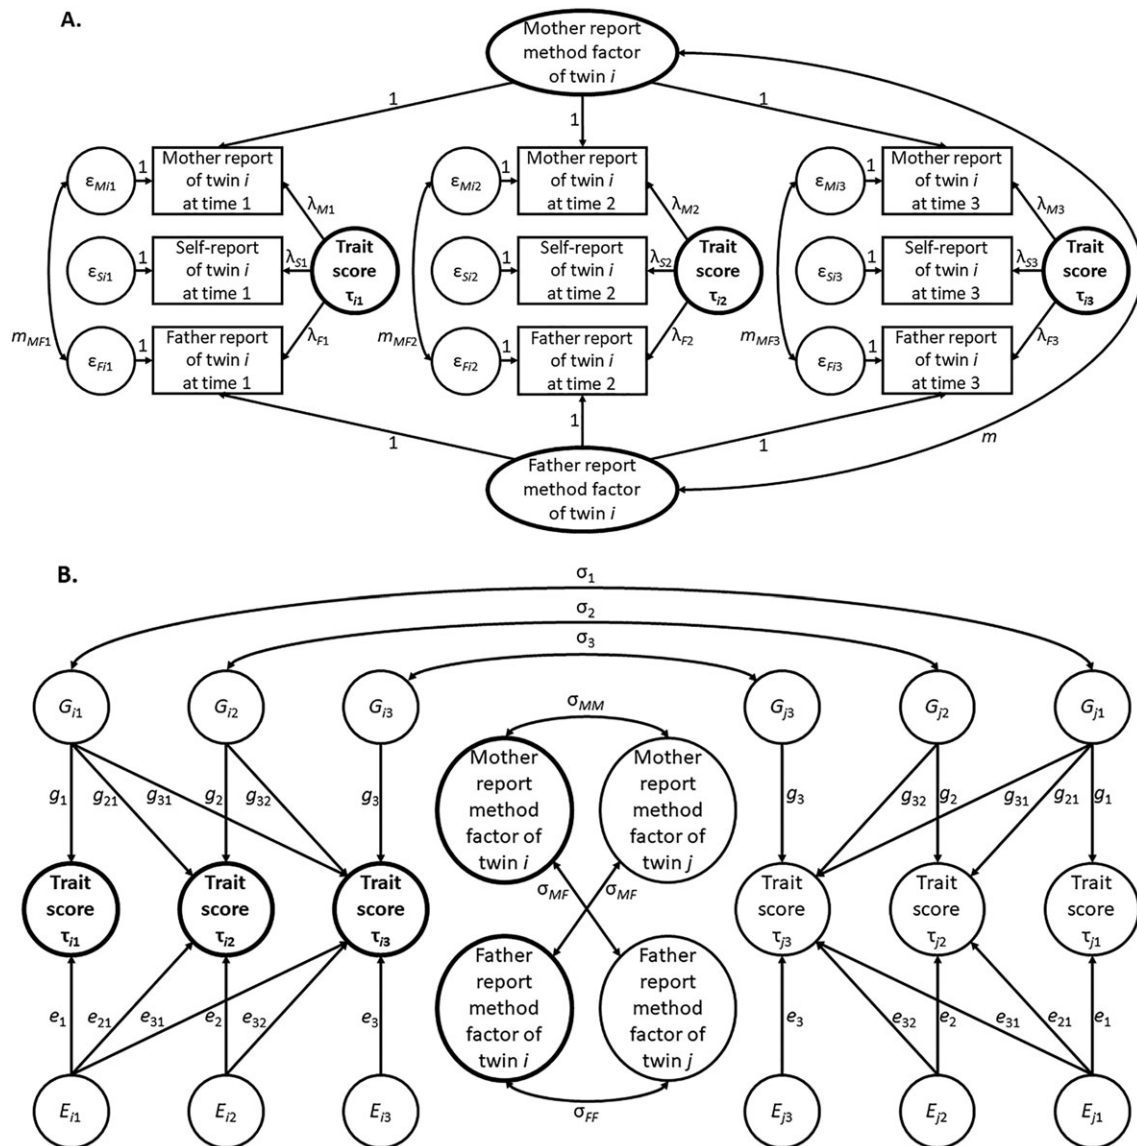 A.
Mother report
method factor
of twin i
1
1
1
εMi1
1
Mother report
of twin i
at time 1
λM1
εMi2
1
Mother report
of twin i
at time 2
λM2
εMi3
1
Mother report
of twin i
at time 3
λM3
εSi1
1
Self-report
of twin i
at time 1
λS1
Trait
score
τi1
εSi2
1
Self-report
of twin i
at time 2
λS2
Trait
score
τi2
εSi3
1
Self-report
of twin i
at time 3
λS3
Trait
score
τi3
mMF1
εFi1
1
Father report
of twin i
at time 1
λF1
mMF2
εFi2
1
Father report
of twin i
at time 2
λF2
mMF3
εFi3
1
Father report
of twin i
at time 3
λF3
1
1
1
m
Father report
method factor
of twin i
B.
σ1
σ2
σ3
Gi1
Gi2
Gi3
Gj3
Gj2
Gj1
σMM
Mother
report
method
factor of
twin i
Mother
report
method
factor of
twin j
g1
g21
g31
g2
g32
g3
g3
g32
g2
g31
g21
g1
σMF
σMF
Trait
score
τi1
Trait
score
τi2
Trait
score
τi3
Trait
score
τj3
Trait
score
τj2
Trait
score
τj1
Father
report
method
factor of
twin i
Father
report
method
factor of
twin j
e1
e21
e31
e2
e32
e3
e3
e32
e2
e31
e21
e1
σFF
Ei1
Ei2
Ei3
Ej3
Ej2
Ej1